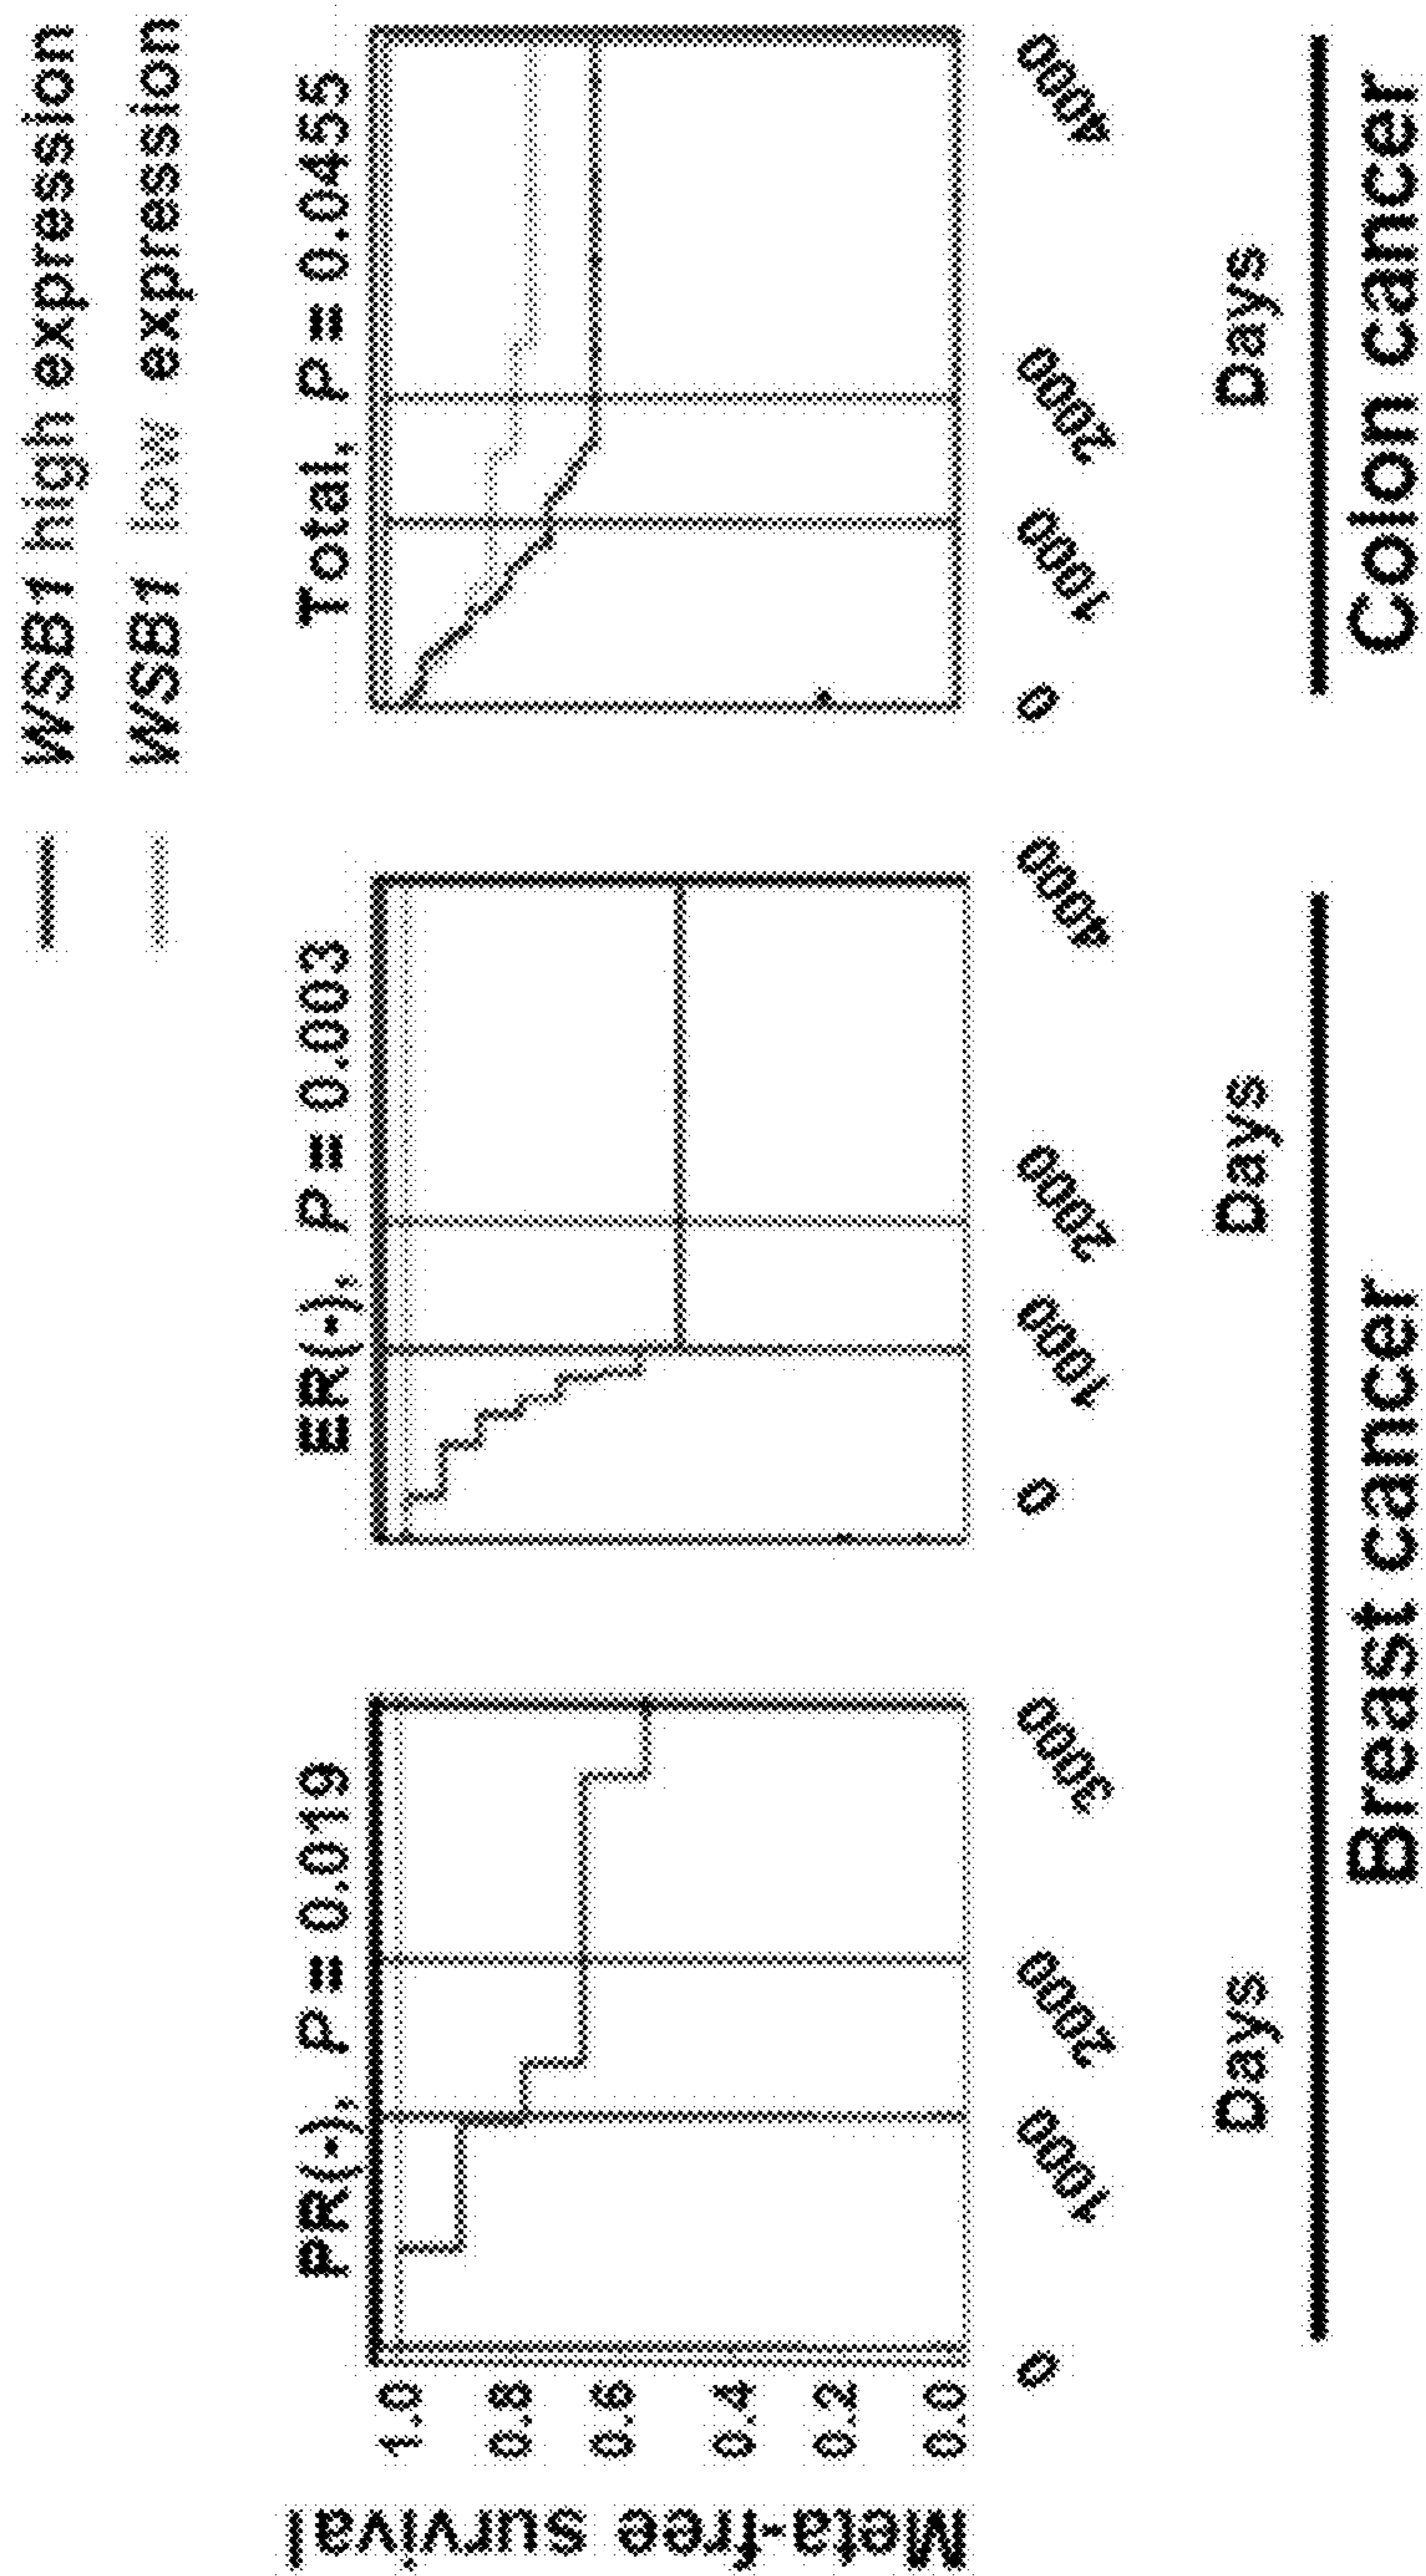 WSB1 high expression
WSB1 low expression
PR(-), P = 0.019
ER(-), P = 0.003
Total, P = 0.0455
Meta-free survival
1.0
0.8
0.6
0.4
0.2
0.0
0 1000 2000 3000
0 1000 2000 4000
0 1000 2000 4000
Days Days Days
Breast cancer Colon cancer